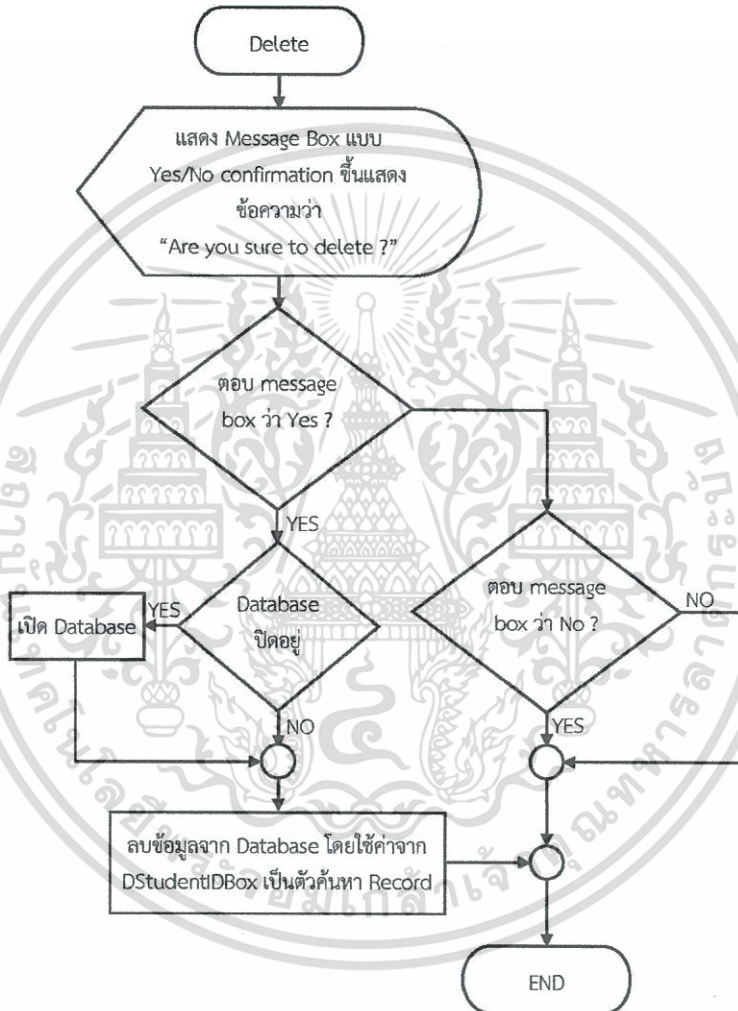 Delete
แสดง Message Box แบบ
Yes/No confirmation ขึ้นแสดง
ข้อความว่า
“Are you sure to delete ?”
ตอบ message
box ว่า Yes ?
YES
Database
ปิดอยู่
YES
เปิด Database
NO
ตอบ message
box ว่า No ?
NO
YES
ลบข้อมูลจาก Database โดยใช้ค่าจาก
DStudentIDBox เป็นตัวค้นหา Record
END